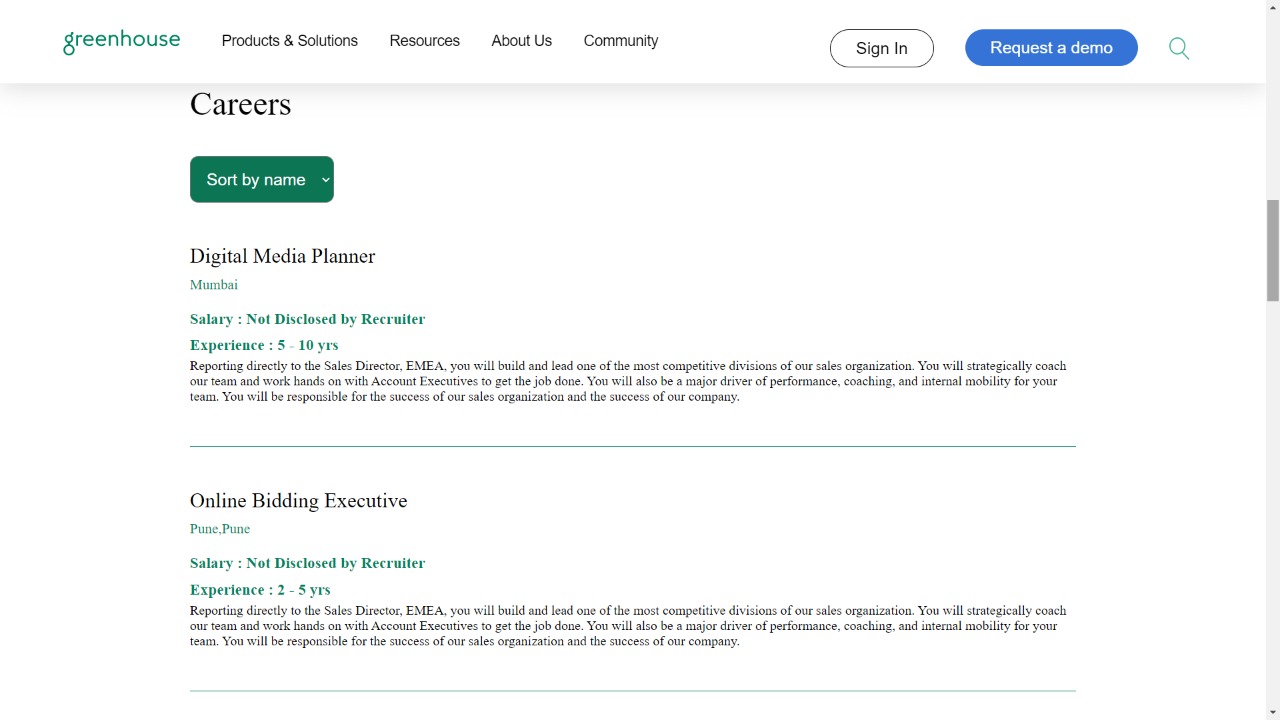 greenhouse Products & Solutions Resources About Us Community Sign In Request a demo
Careers
Sort by name
Digital Media Planner
Mumbai
Salary : Not Disclosed by Recruiter
Experience : 5 - 10 yrs
Reporting directly to the Sales Director, EMEA, you will build and lead one of the most competitive divisions of our sales organization. You will strategically coach
our team and work hands on with Account Executives to get the job done. You will also be a major driver of performance, coaching, and internal mobility for your
team. You will be responsible for the success of our sales organization and the success of our company.
Online Bidding Executive
Pune,Pune
Salary : Not Disclosed by Recruiter
Experience : 2 - 5 yrs
Reporting directly to the Sales Director, EMEA, you will build and lead one of the most competitive divisions of our sales organization. You will strategically coach
our team and work hands on with Account Executives to get the job done. You will also be a major driver of performance, coaching, and internal mobility for your
team. You will be responsible for the success of our sales organization and the success of our company.